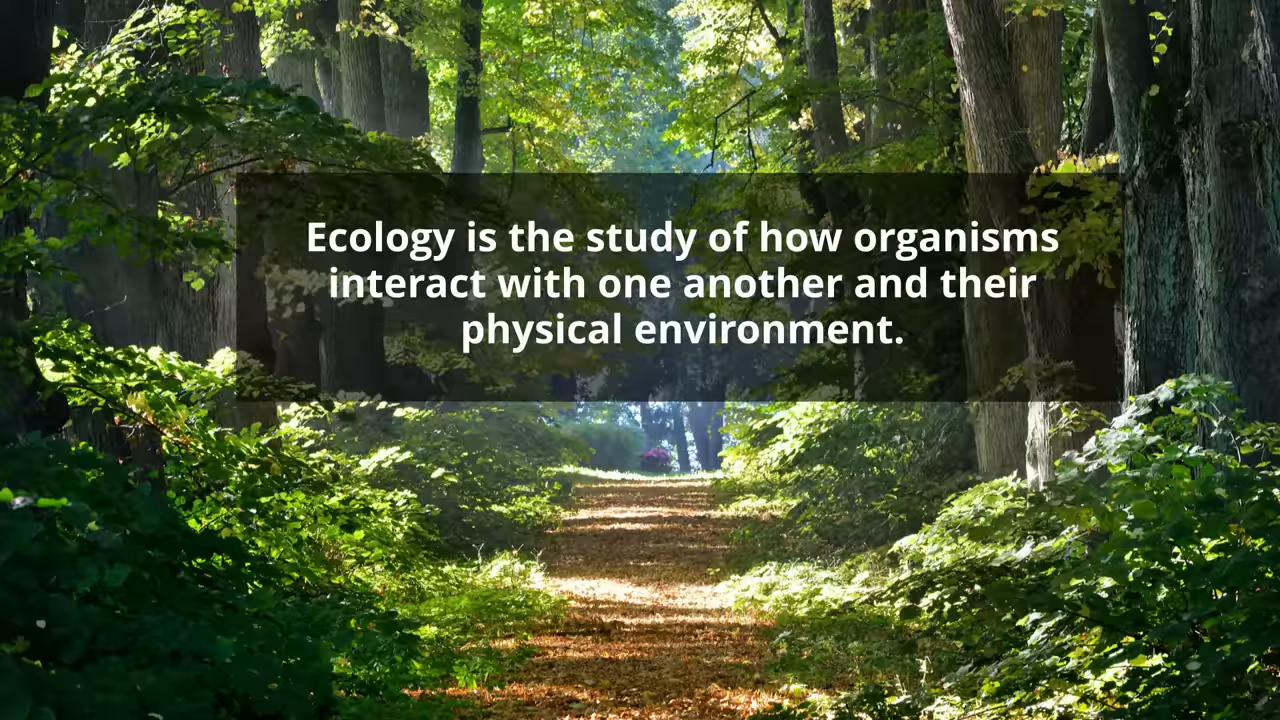 Ecology is the study of how organisms
interact with one another and their
physical environment.